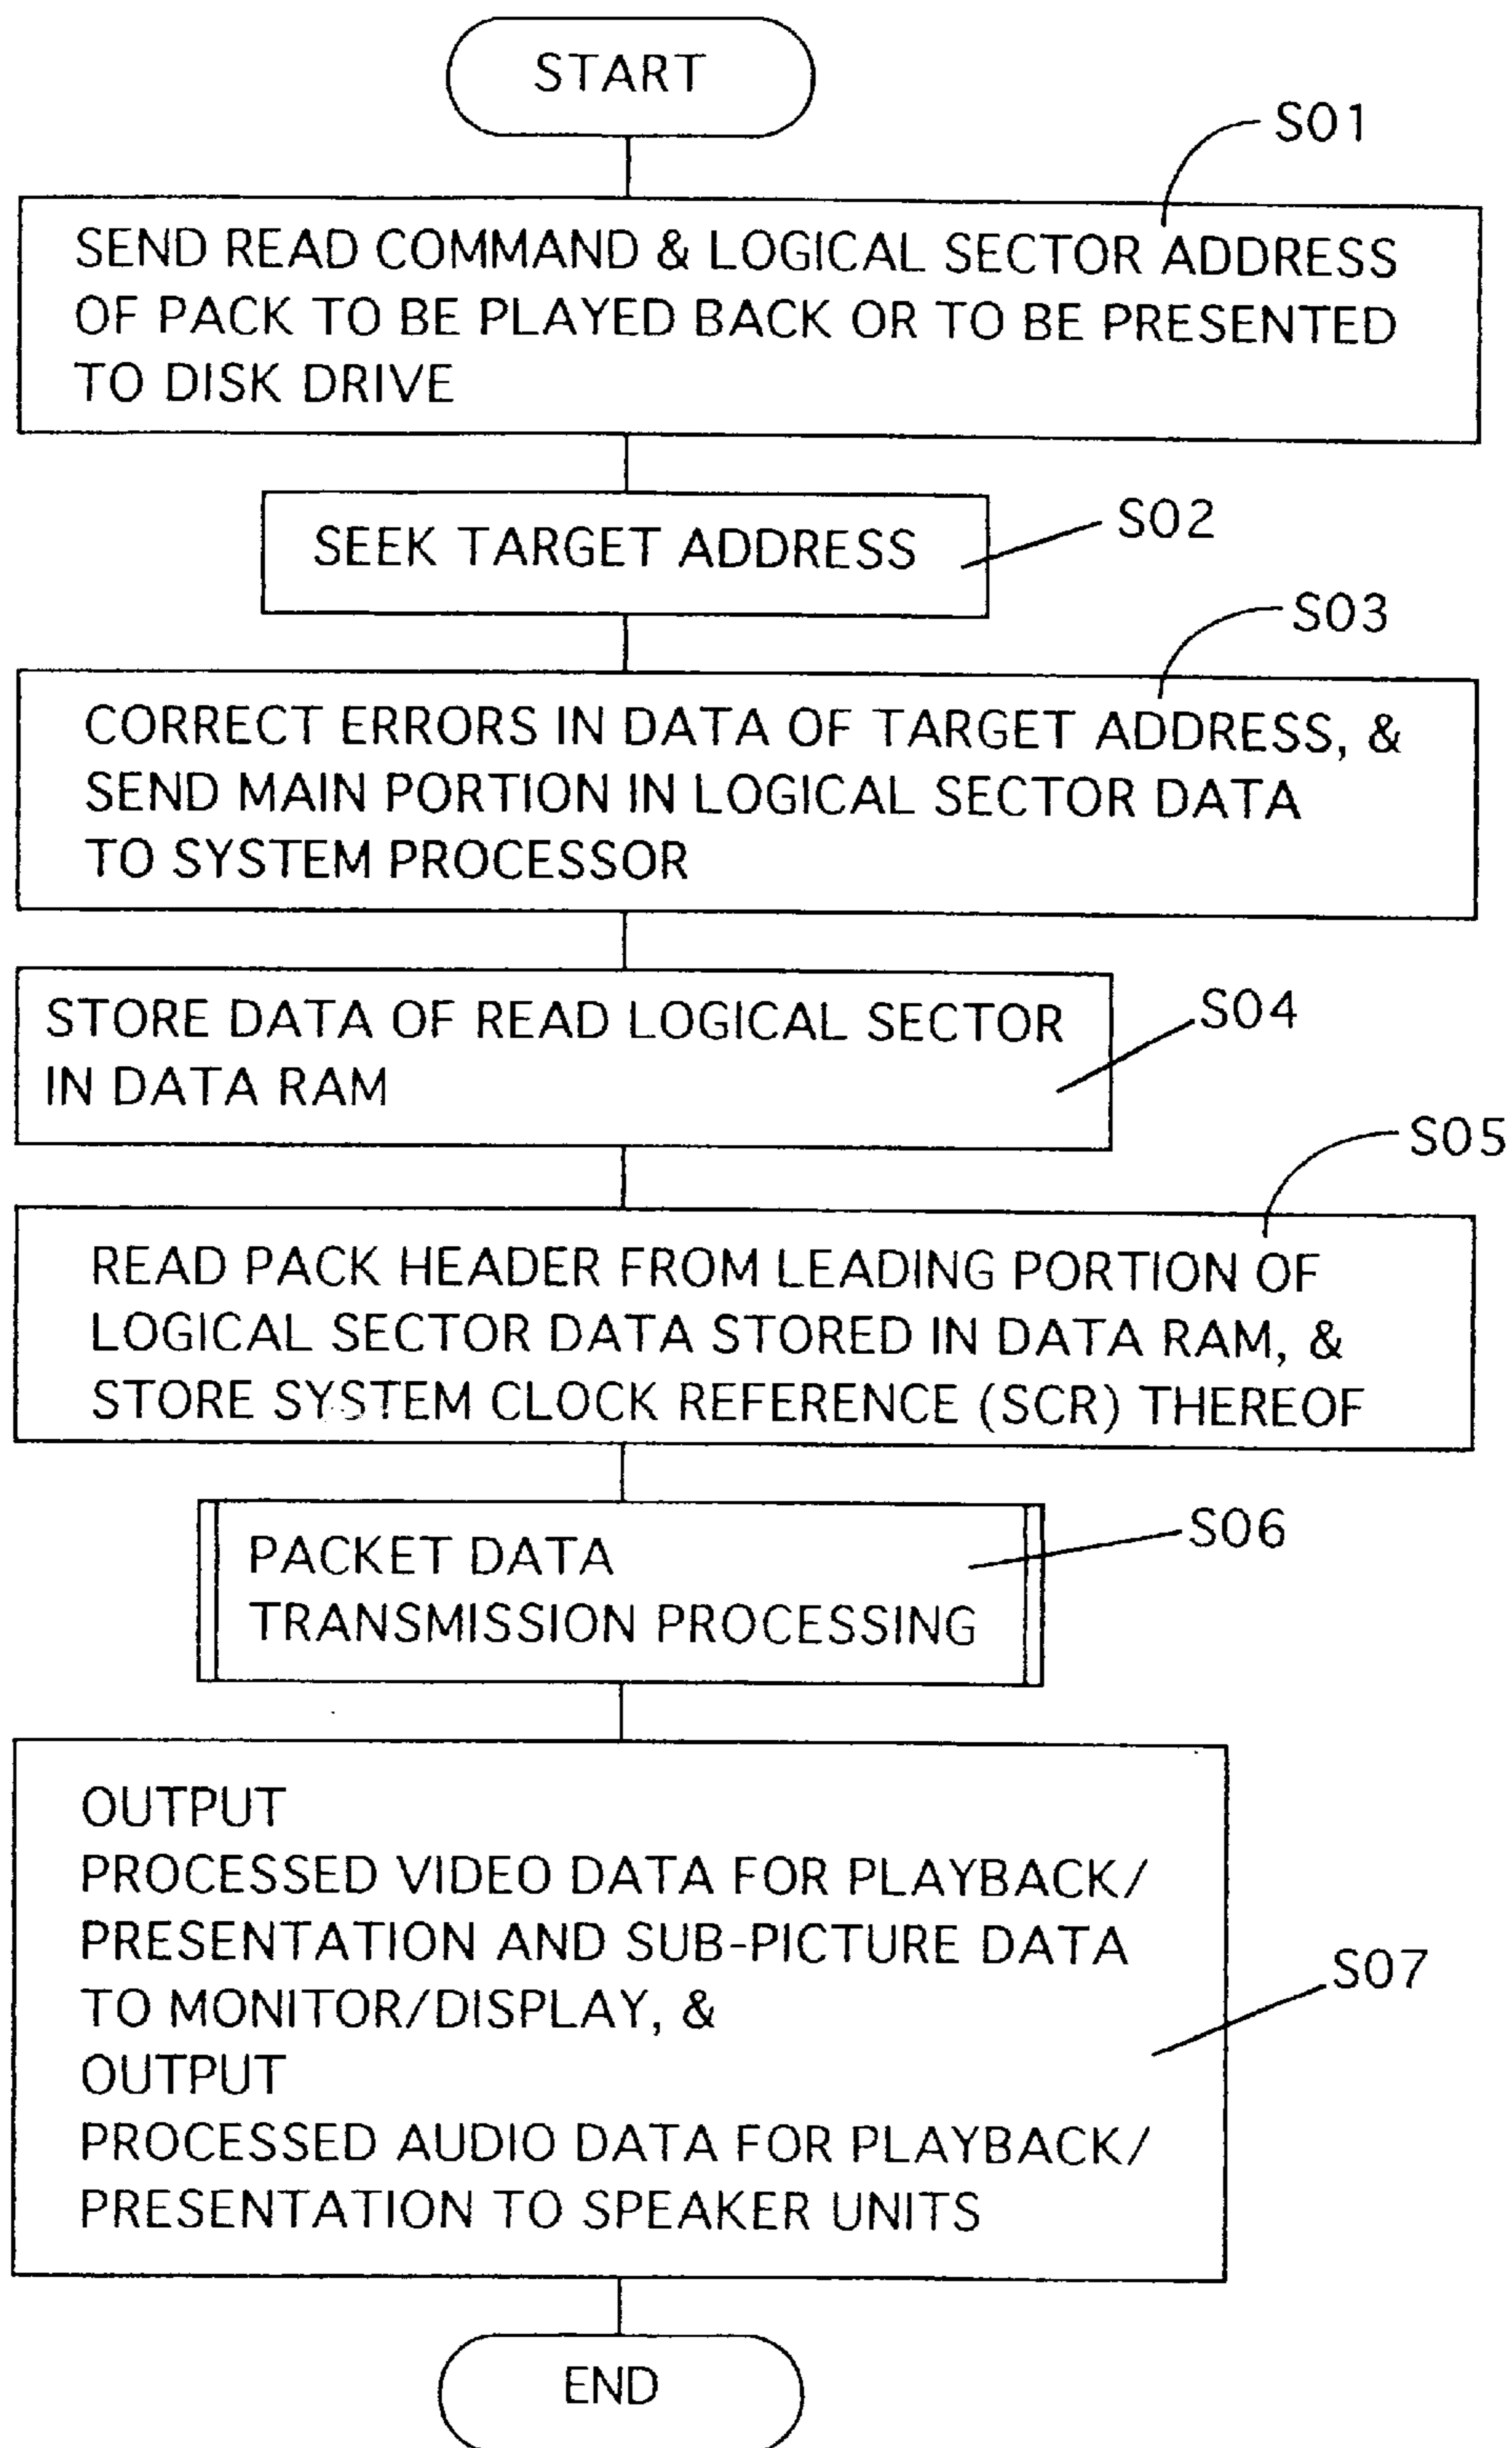 START
S01
SEND READ COMMAND & LOGICAL SECTOR ADDRESS
OF PACK TO BE PLAYED BACK OR TO BE PRESENTED
TO DISK DRIVE
S02
SEEK TARGET ADDRESS
S03
CORRECT ERRORS IN DATA OF TARGET ADDRESS, &
SEND MAIN PORTION IN LOGICAL SECTOR DATA
TO SYSTEM PROCESSOR
S04
STORE DATA OF READ LOGICAL SECTOR
IN DATA RAM
S05
READ PACK HEADER FROM LEADING PORTION OF
LOGICAL SECTOR DATA STORED IN DATA RAM, &
STORE SYSTEM CLOCK REFERENCE (SCR) THEREOF
S06
PACKET DATA
TRANSMISSION PROCESSING
OUTPUT
PROCESSED VIDEO DATA FOR PLAYBACK/
PRESENTATION AND SUB-PICTURE DATA
TO MONITOR/DISPLAY, &
OUTPUT
PROCESSED AUDIO DATA FOR PLAYBACK/
PRESENTATION TO SPEAKER UNITS
S07
END